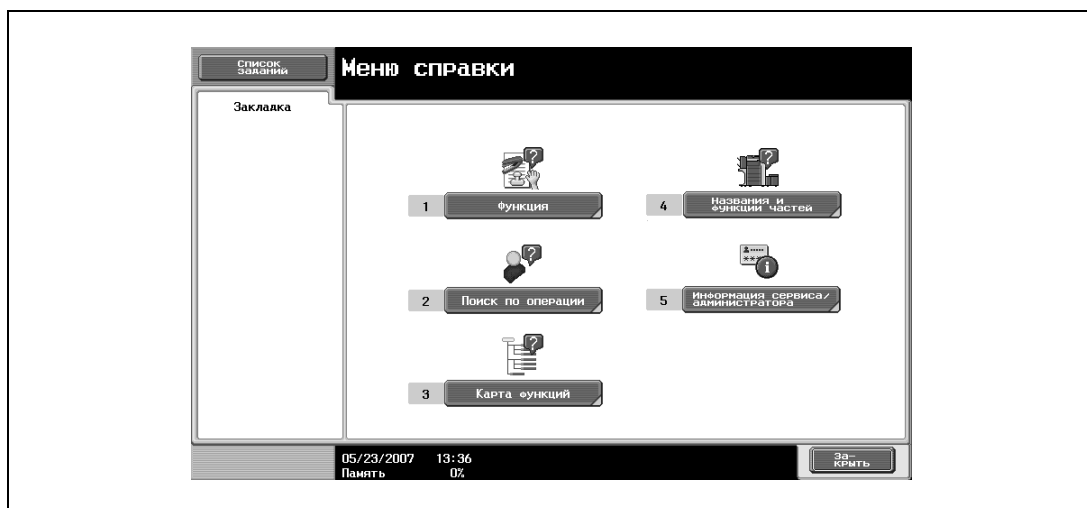 Список
заданий
Меню справки
Закладка
1 Функция
4 Названия и
функции частей
2 Поиск по операции
5 Информация сервиса/
администратора
3 Карта функций
05/23/2007 13:36
Память 0%
За-
крыть